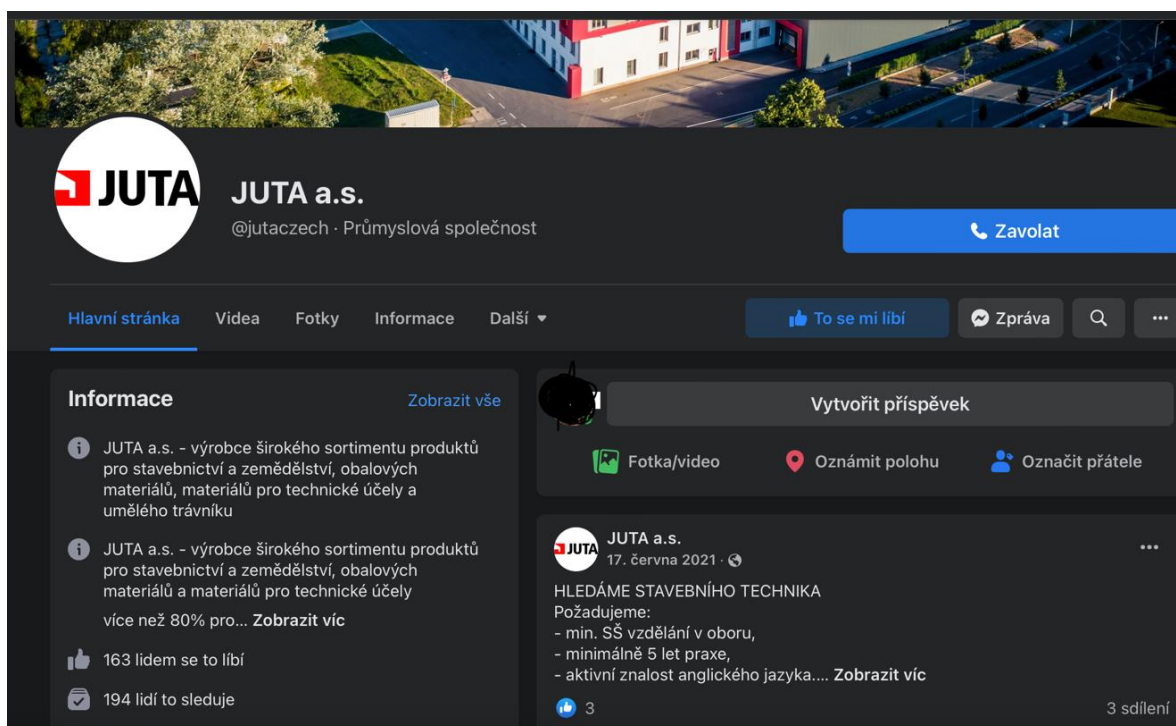 JUTA
JUTA a.s.
@jutaczech · Průmyslová společnost
Zavolat
Hlavní stránka Videa Fotky Informace Další
To se mi líbí Zpráva
Informace Zobrazit vše
JUTA a.s. - výrobce širokého sortimentu produktů
pro stavebnictví a zemědělství, obalových
materiálů, materiálů pro technické účely a
umělého trávníku
JUTA a.s. - výrobce širokého sortimentu produktů
pro stavebnictví a zemědělství, obalových
materiálů a materiálů pro technické účely
více než 80% pro... Zobrazit víc
163 lidem se to líbí
194 lidí to sleduje
Vytvořit příspěvek
Fotka/video Oznámit polohu Označit přátele
JUTA
JUTA a.s.
17. června 2021 ·
HLEDÁME STAVEBNÍHO TECHNIKA
Požadujeme:
- min. SŠ vzdělání v oboru,
- minimálně 5 let praxe,
- aktivní znalost anglického jazyka.... Zobrazit víc
3 3 sdílení